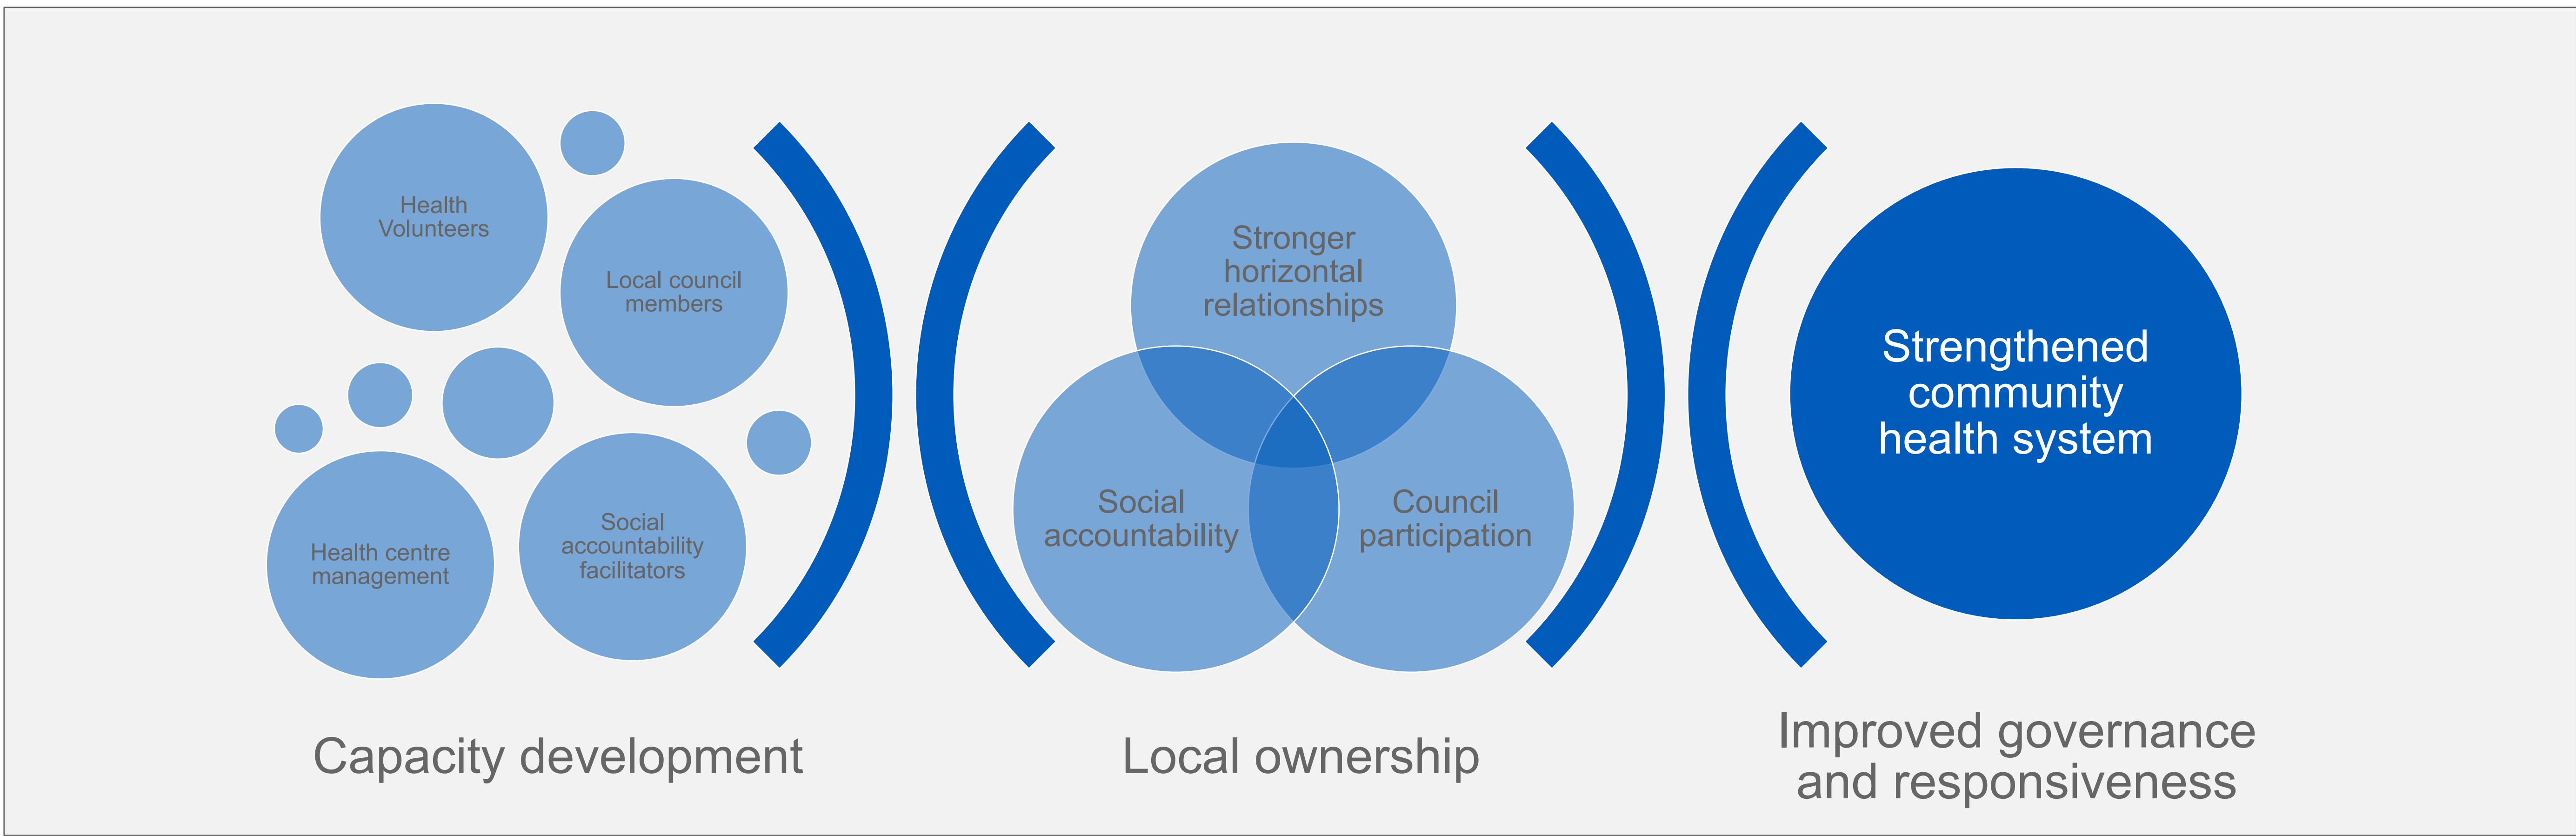 Health
Volunteers
Local council
members
Health centre
management
Social
accountability
facilitators
Capacity development
Stronger
horizontal
relationships
Social
accountability
Council
participation
Local ownership
Strengthened
community
health system
Improved governance
and responsiveness